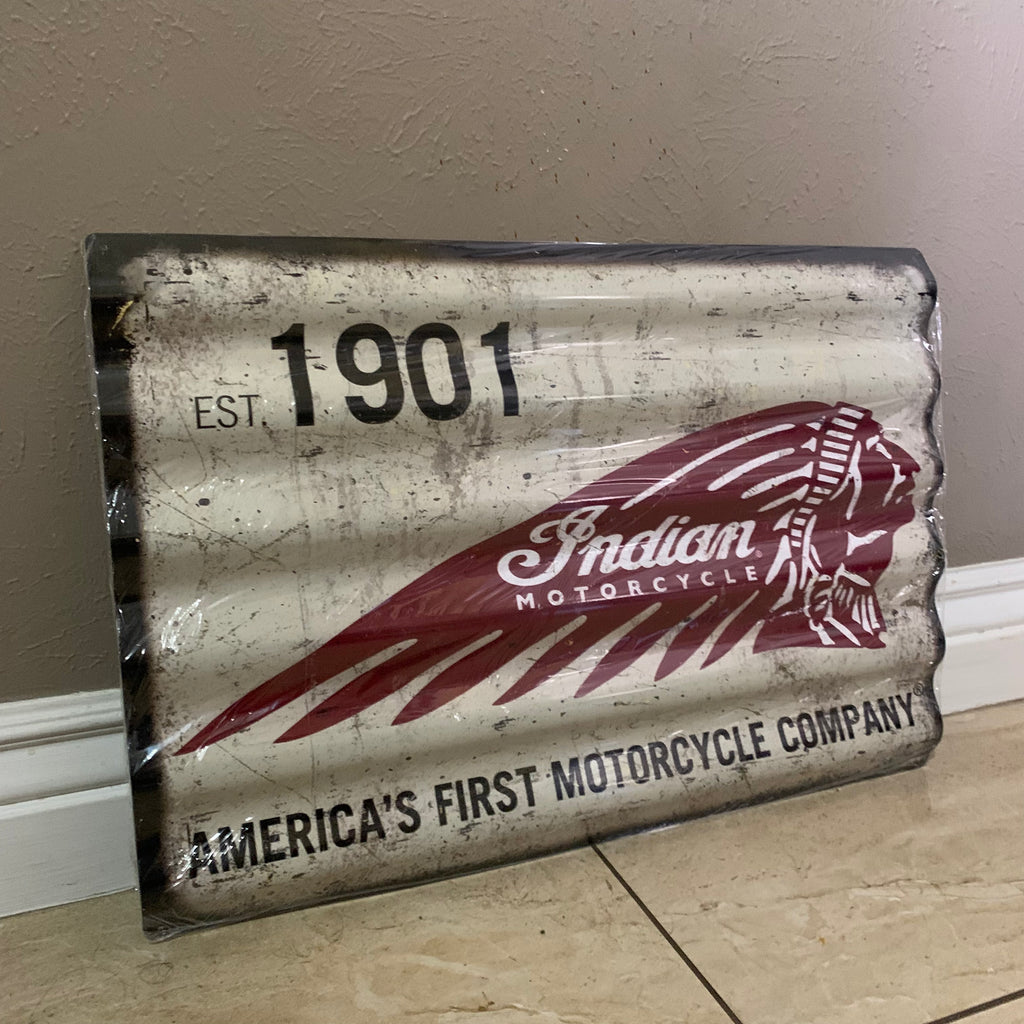 EST. 1901
Indian
MOTORCYCLE
AMERICA'S FIRST MOTORCYCLE COMPANY®